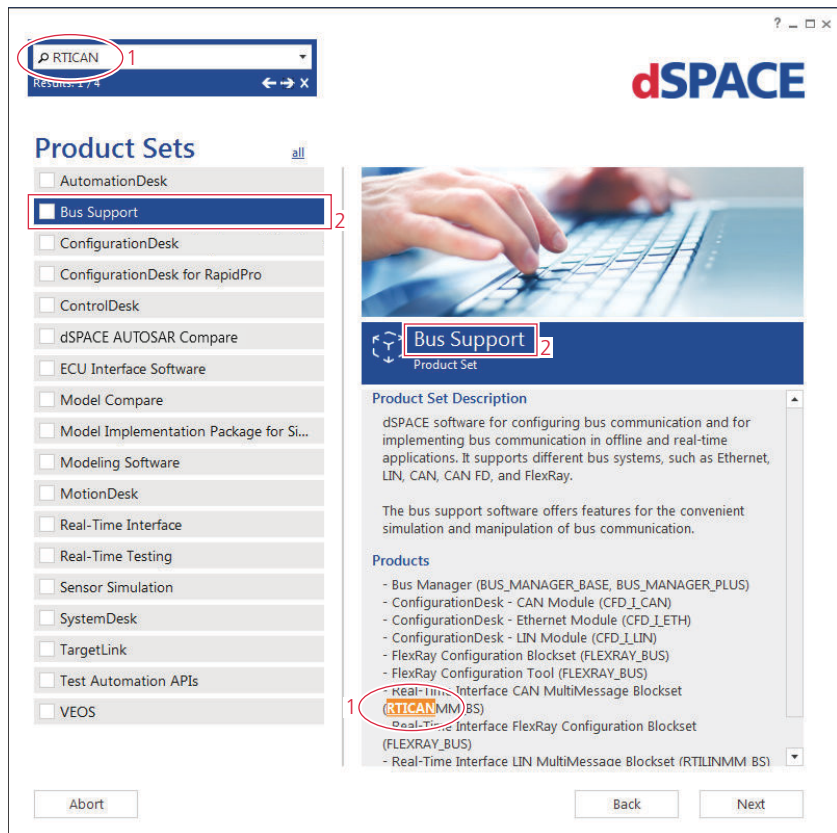 RTICAN
1
Results: 1 / 4
dSPACE
Product Sets
all
AutomationDesk
Bus Support
2
ConfigurationDesk
ConfigurationDesk for RapidPro
ControlDesk
dSPACE AUTOSAR Compare
ECU Interface Software
Model Compare
Model Implementation Package for Si...
Modeling Software
MotionDesk
Real-Time Interface
Real-Time Testing
Sensor Simulation
SystemDesk
TargetLink
Test Automation APIs
VEOS
Bus Support
2
Product Set
Product Set Description
dSPACE software for configuring bus communication and for
implementing bus communication in offline and real-time
applications. It supports different bus systems, such as Ethernet,
LIN, CAN, CAN FD, and FlexRay.
The bus support software offers features for the convenient
simulation and manipulation of bus communication.
Products
- Bus Manager (BUS_MANAGER_BASE, BUS_MANAGER_PLUS)
- ConfigurationDesk - CAN Module (CFD_I_CAN)
- ConfigurationDesk - Ethernet Module (CFD_I_ETH)
- ConfigurationDesk - LIN Module (CFD_I_LIN)
- FlexRay Configuration Blockset (FLEXRAY_BUS)
- FlexRay Configuration Tool (FLEXRAY_BUS)
- Real-Time Interface CAN MultiMessage Blockset
1
(RTICANMM_BS)
- Real-Time Interface FlexRay Configuration Blockset
(FLEXRAY_BUS)
- Real-Time Interface LIN MultiMessage Blockset (RTILINMM_BS)
Abort
Back
Next